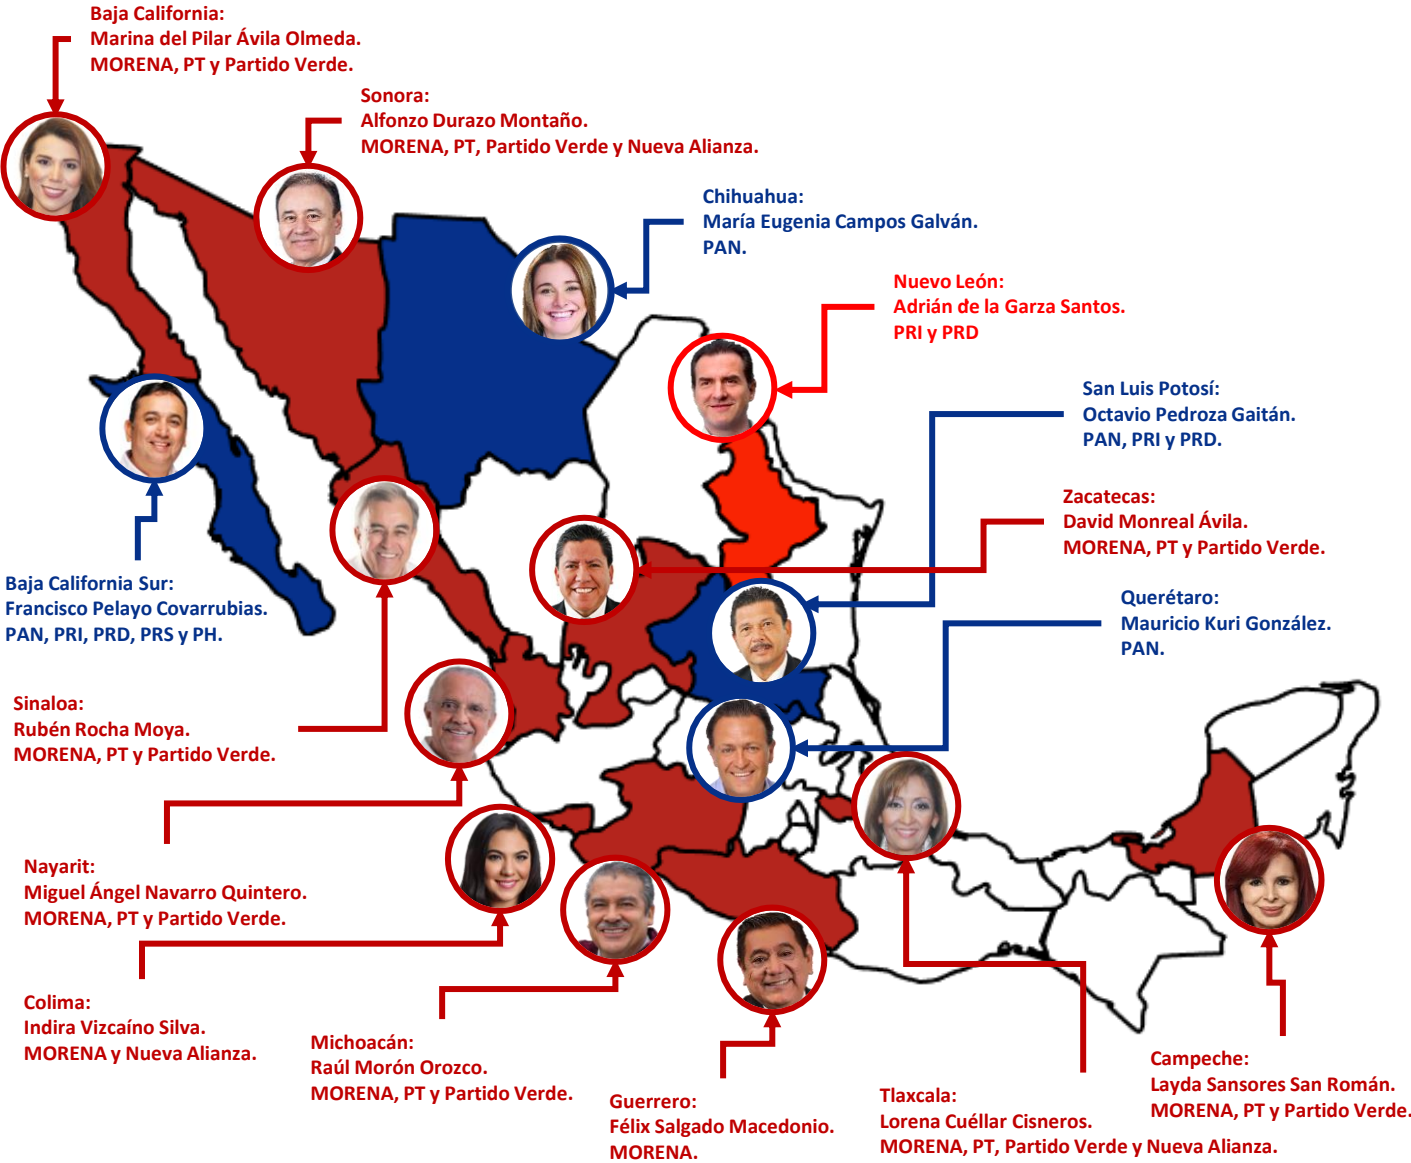 Baja California:
Marina del Pilar Ávila Olmeda.
MORENA, PT y Partido Verde.
Sonora:
Alfonzo Durazo Montaño.
MORENA, PT, Partido Verde y Nueva Alianza.
Chihuahua:
María Eugenia Campos Galván.
PAN.
Nuevo León:
Adrián de la Garza Santos.
PRI y PRD
San Luis Potosí:
Octavio Pedroza Gaitán.
PAN, PRI y PRD.
Zacatecas:
David Monreal Ávila.
MORENA, PT y Partido Verde.
Querétaro:
Mauricio Kuri González.
PAN.
Baja California Sur:
Francisco Pelayo Covarrubias.
PAN, PRI, PRD, PRS y PH.
Sinaloa:
Rubén Rocha Moya.
MORENA, PT y Partido Verde.
Nayarit:
Miguel Ángel Navarro Quintero.
MORENA, PT y Partido Verde.
Colima:
Indira Vizcaíno Silva.
MORENA y Nueva Alianza.
Michoacán:
Raúl Morón Orozco.
MORENA, PT y Partido Verde.
Guerrero:
Félix Salgado Macedonio.
MORENA.
Tlaxcala:
Lorena Cuéllar Cisneros.
MORENA, PT, Partido Verde y Nueva Alianza.
Campeche:
Layda Sansores San Román.
MORENA, PT y Partido Verde.